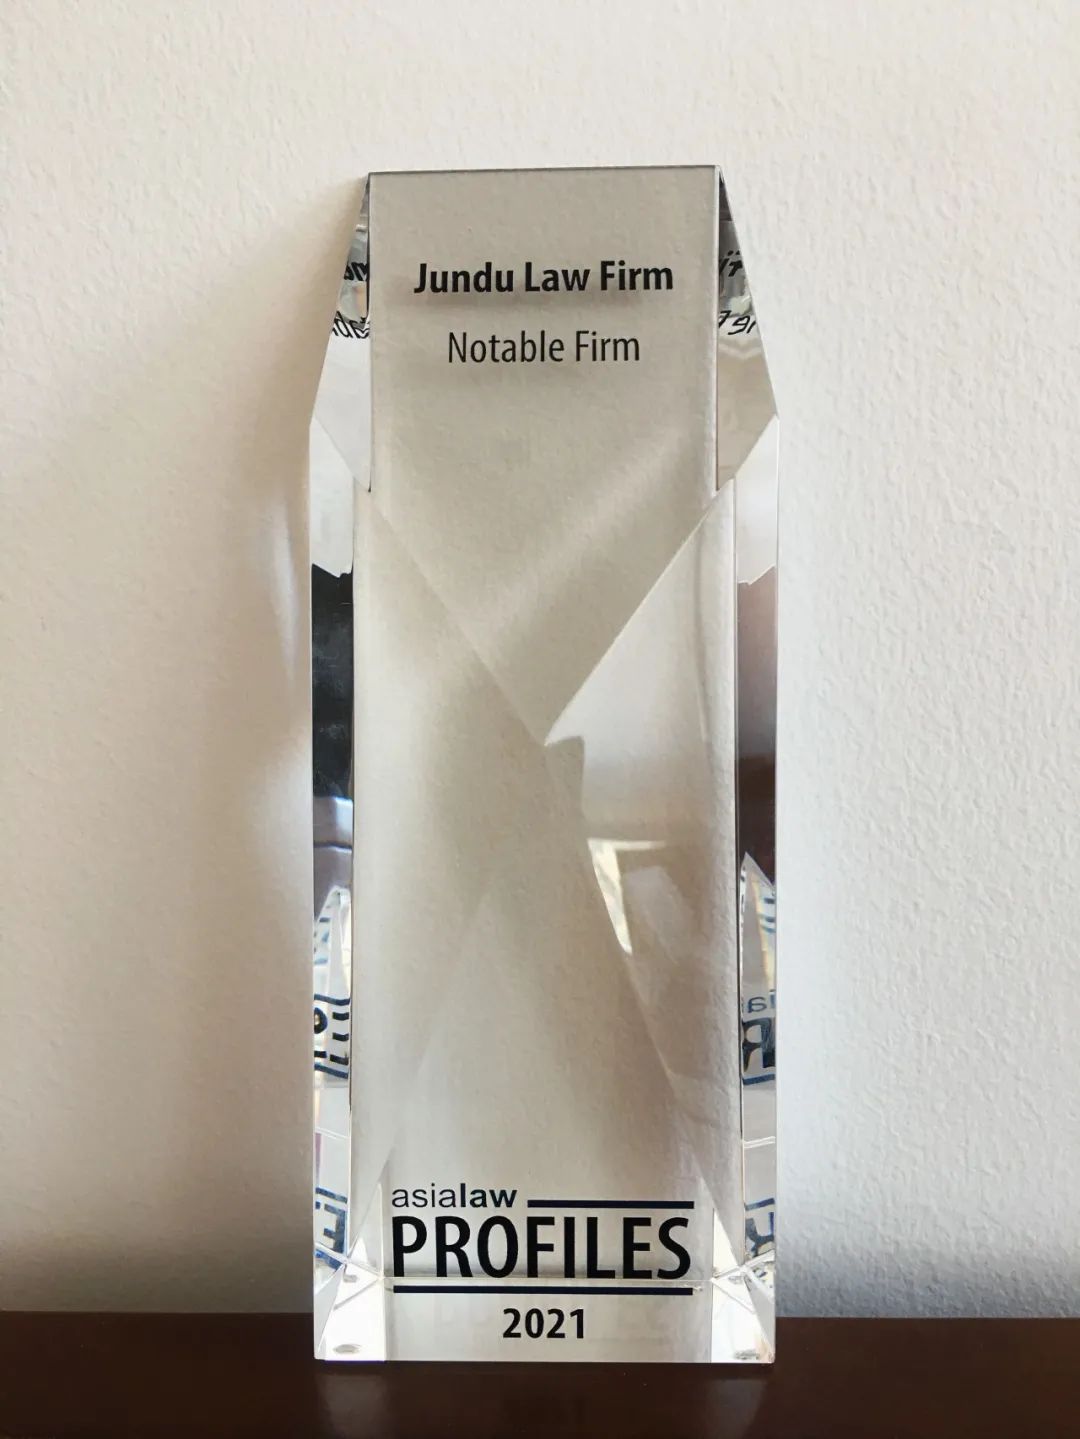 Jundu Law Firm
Notable Firm
asialaw
PROFILES
2021